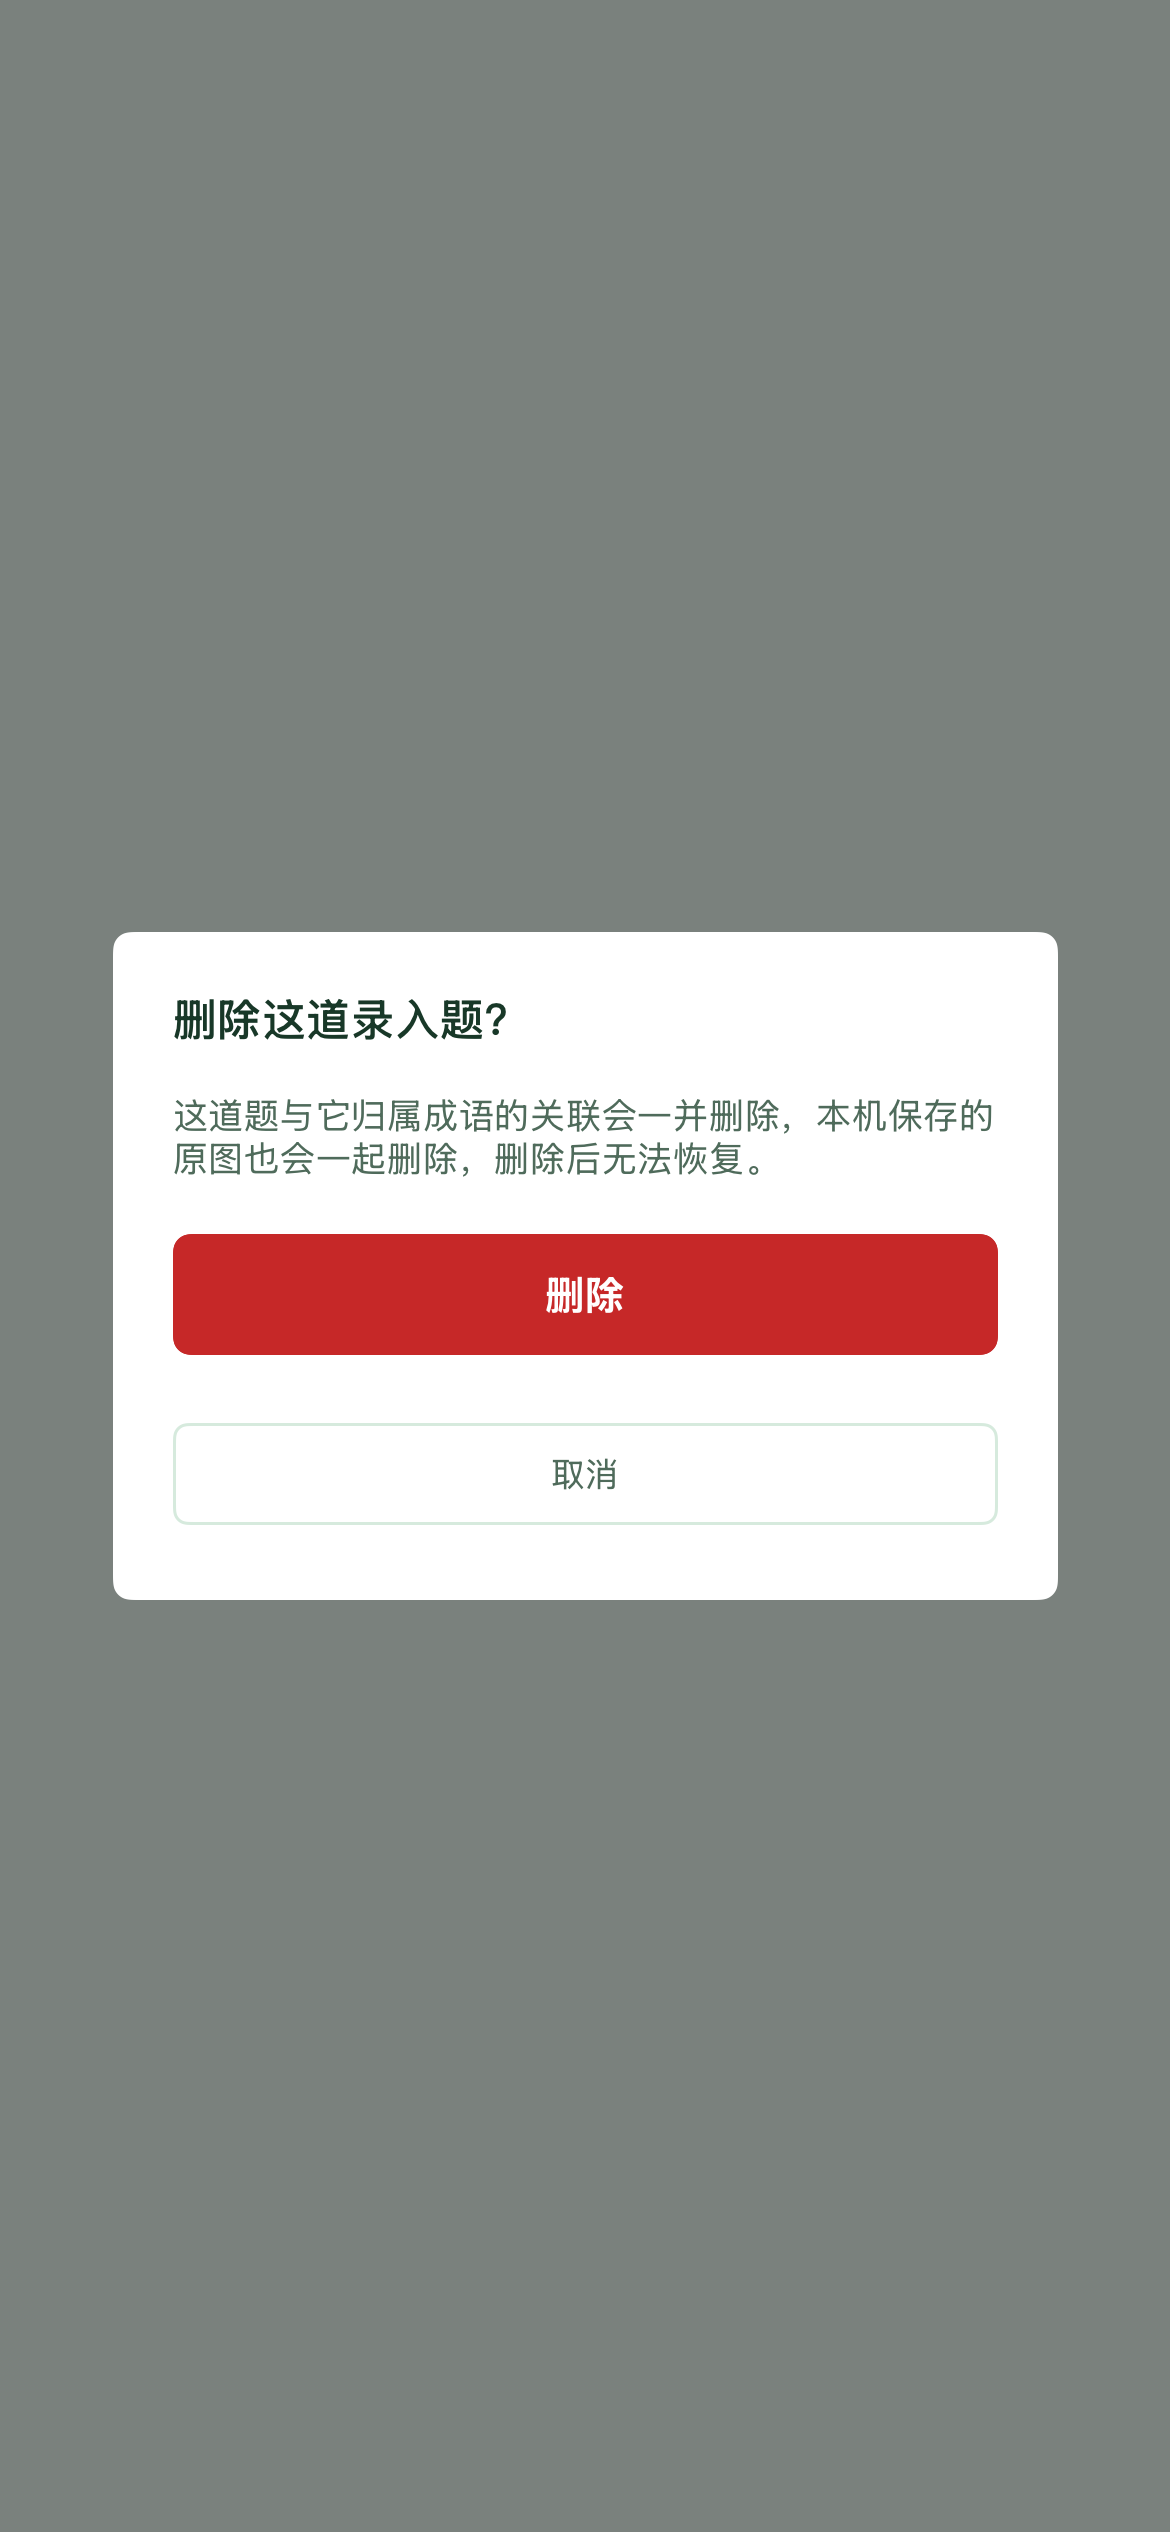 删除这道录入题?
这道题与它归属成语的关联会一并删除，本机保存的
原图也会一起删除，删除后无法恢复。
删除
取消